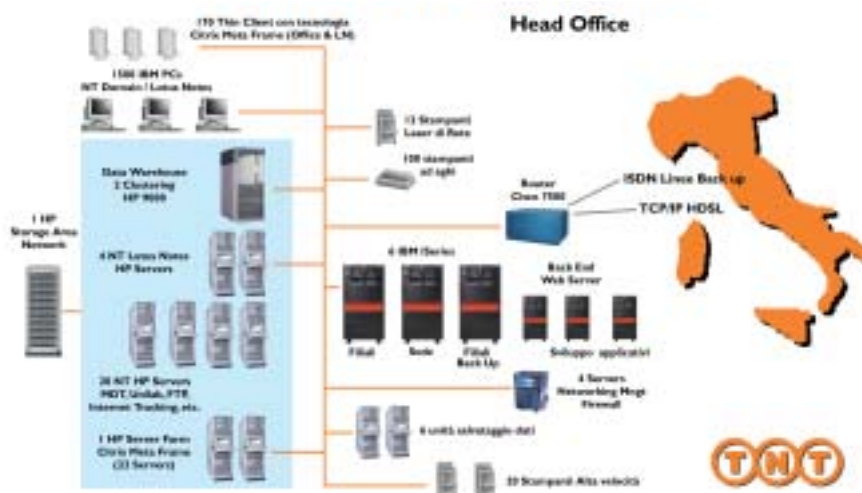 Head Office
170 Thin Client con tecnologia
Citrix Meta Frame (Office & LN)
1500 IBM PCs
NT Domain / Lotus Notes
12 Stampanti
Laser di Rete
100 stampanti
ad aghi
Data Warehouse
2 Clustering
HP 9000
1 HP
Storage Area
Network
Router
Cisco 7500
ISDN Linee Back up
TCP/IP HDSL
4 NT Lotus Notes
HP Servers
6 IBM iSeries
Back End
Web Server
Filiali
Sede
Filiali
Back Up
Sviluppo applicativi
NT HP Servers
MDT, Unilab, FTP,
Internet Tracking, etc.
4 Servers
Networking Mngt
Firewall
1 HP Server Farm
Citrix Meta Frame
(22 Servers)
6 unità salvataggio dati
20 Stampanti Alta velocità
TNT